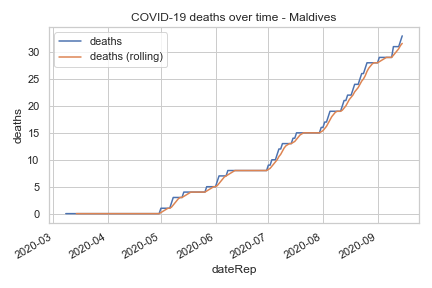 COVID-19 deaths over time - Maldives
deaths
deaths (rolling)
deaths
30
25
20
15
10
5
0
2020-03
2020-04
2020-05
2020-06
2020-07
2020-08
2020-09
dateRep